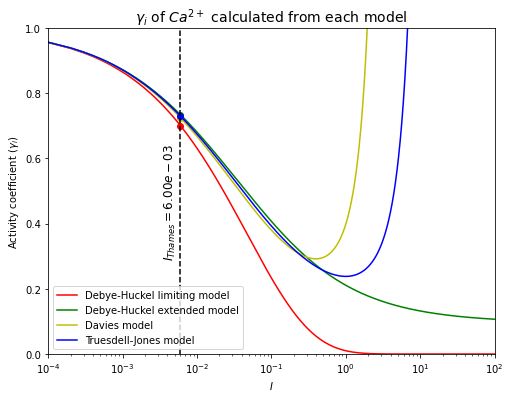 γᵢ of Ca²⁺ calculated from each model
Activity coefficient (γᵢ)
1.0
0.8
0.6
0.4
0.2
0.0
I_Thames = 6.00e−03
Debye-Huckel limiting model
Debye-Huckel extended model
Davies model
Truesdell-Jones model
10⁻⁴ 10⁻³ 10⁻² 10⁻¹ 10⁰ 10¹ 10²
I